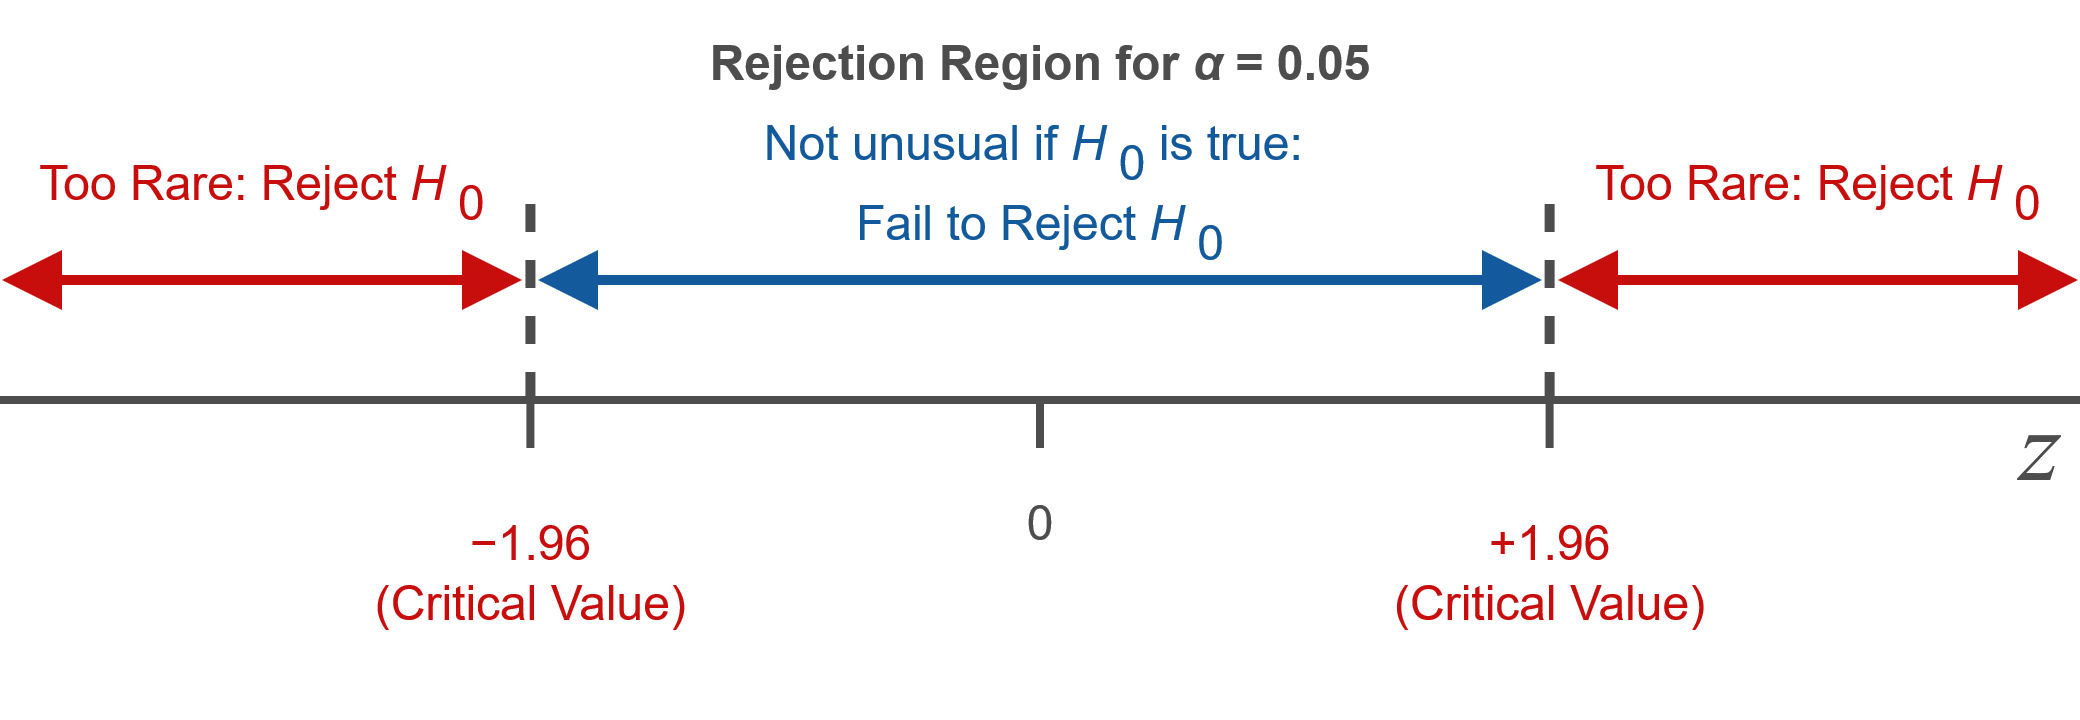 Rejection Region for α = 0.05
Not unusual if H 0 is true:
Fail to Reject H 0
Too Rare: Reject H 0
Too Rare: Reject H 0
z
−1.96
(Critical Value)
0
+1.96
(Critical Value)